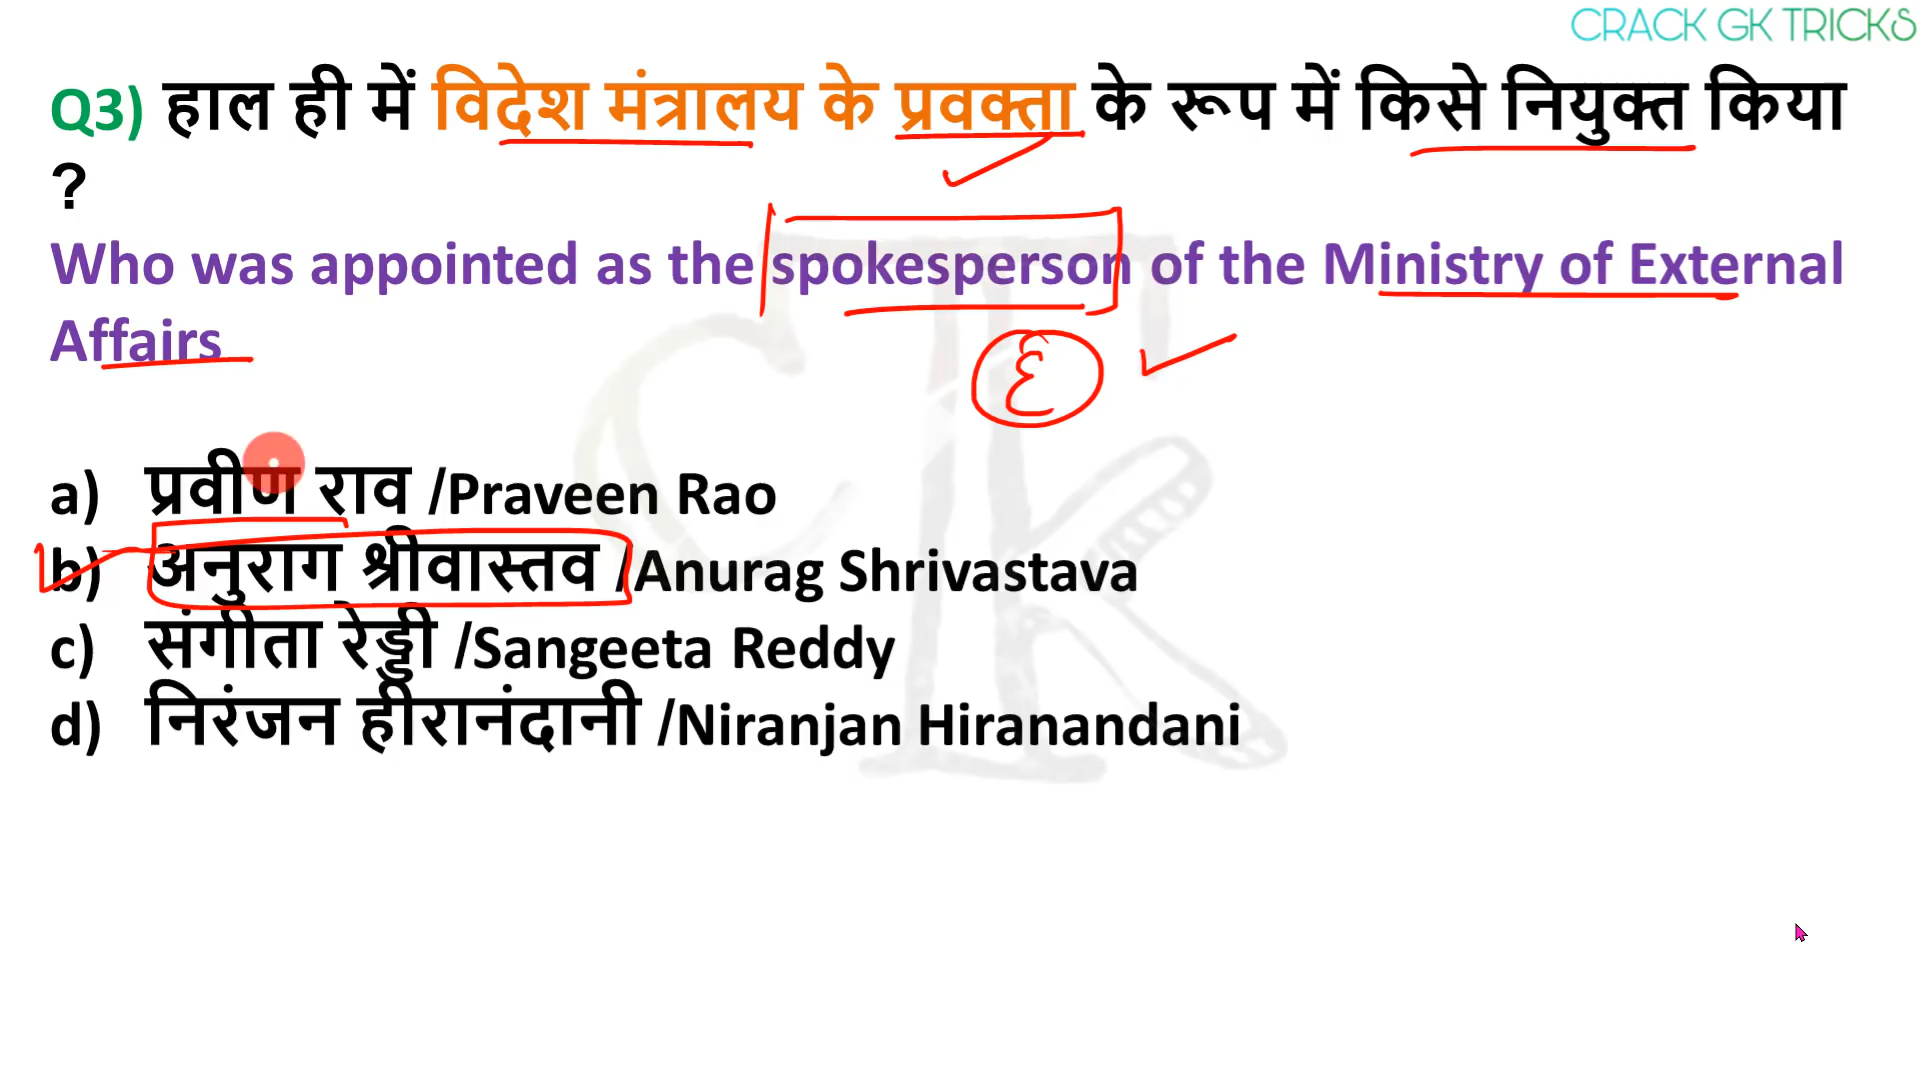 CRACK GK TRICKS
Q3) हाल ही में विदेश मंत्रालय के प्रवक्ता के रूप में किसे नियुक्त किया
?
Who was appointed as the spokesperson of the Ministry of External
Affairs
a) प्रवीण राव /Praveen Rao
b) अनुराग श्रीवास्तव /Anurag Shrivastava
c) संगीता रेड्डी /Sangeeta Reddy
d) निरंजन हीरानंदानी /Niranjan Hiranandani